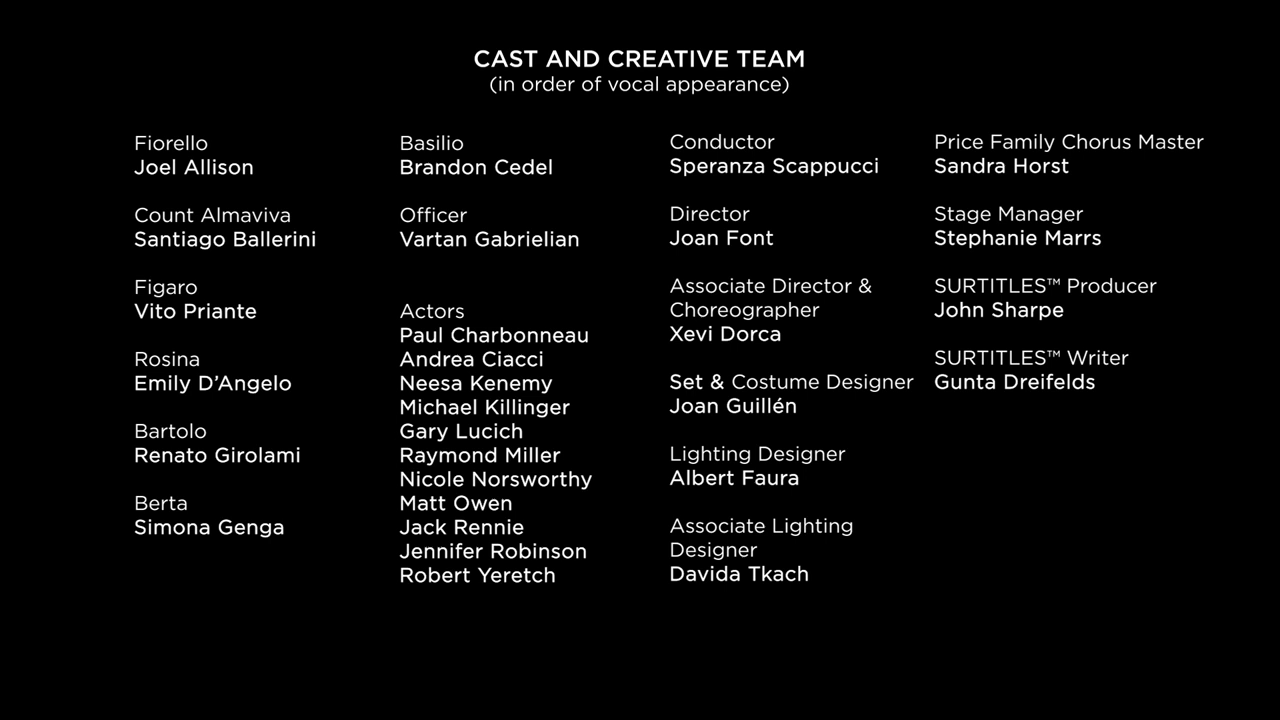 CAST AND CREATIVE TEAM
(in order of vocal appearance)
Fiorello
Joel Allison
Count Almaviva
Santiago Ballerini
Figaro
Vito Priante
Rosina
Emily D’Angelo
Bartolo
Renato Girolami
Berta
Simona Genga
Basilio
Brandon Cedel
Officer
Vartan Gabrielian
Actors
Paul Charbonneau
Andrea Ciacci
Neesa Kenemy
Michael Killinger
Gary Lucich
Raymond Miller
Nicole Norsworthy
Matt Owen
Jack Rennie
Jennifer Robinson
Robert Yeretch
Conductor
Speranza Scappucci
Director
Joan Font
Associate Director &
Choreographer
Xevi Dorca
Set & Costume Designer
Joan Guillén
Lighting Designer
Albert Faura
Associate Lighting
Designer
Davida Tkach
Price Family Chorus Master
Sandra Horst
Stage Manager
Stephanie Marrs
SURTITLES™ Producer
John Sharpe
SURTITLES™ Writer
Gunta Dreifelds